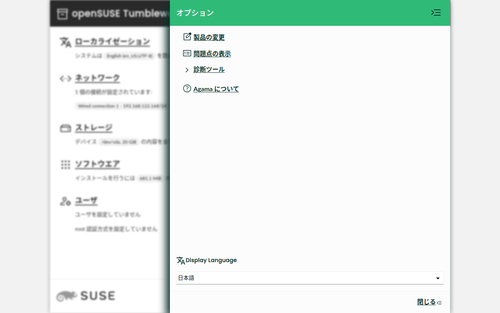 openSUSE Tumblewe
オプション
ローカライゼーション
システムは English (en_US.UTF-8) を使
ネットワーク
1 個の接続が設定されています:
Wired connection 1 - 192.168.122.108/24
ストレージ
デバイス /dev/vda, 20 GiB の内容を全
ソフトウエア
インストールを行うには
ユーザ
ユーザを設定していません
root 認証方式を設定していません
SUSE
製品の変更
問題点の表示
診断ツール
Agama について
Display Language
日本語
閉じる